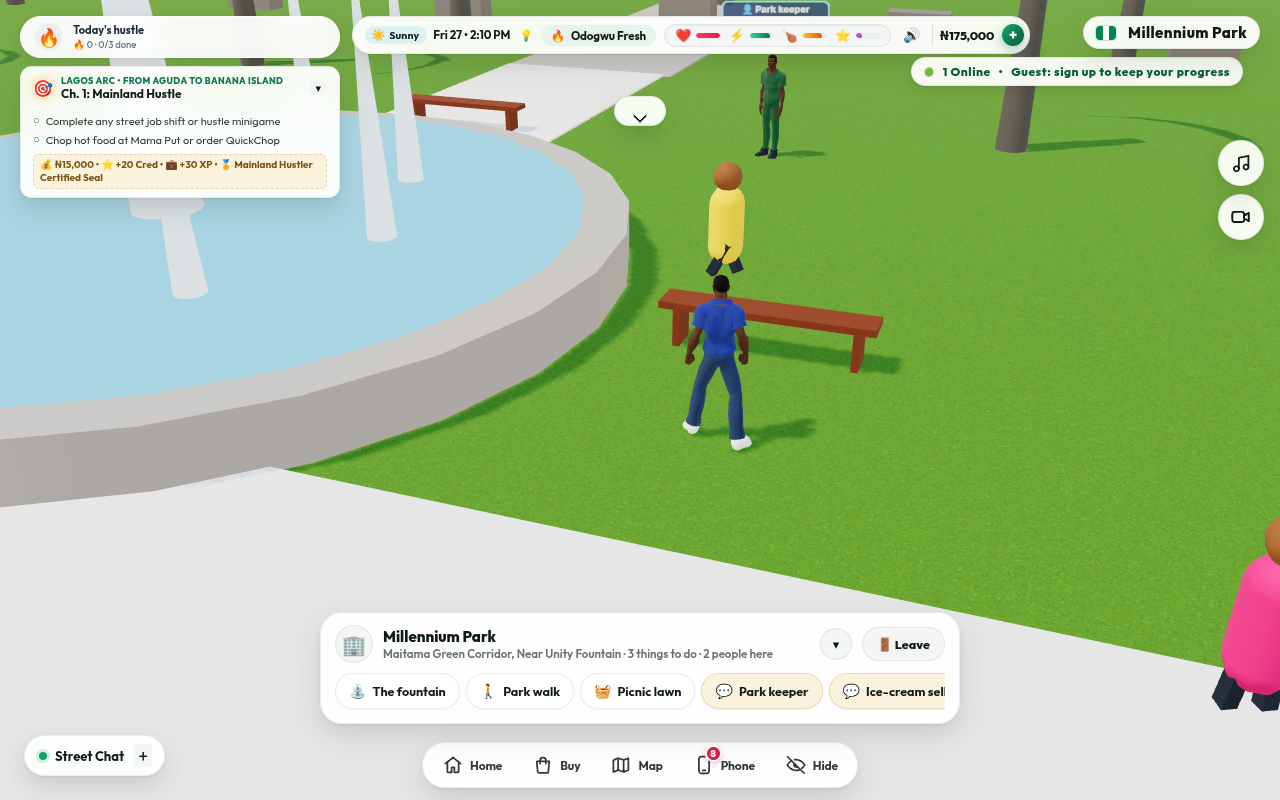 Today's hustle
0 · 0/3 done
Sunny
Fri 27 • 2:10 PM
Odogwu Fresh
₦175,000
+
Park keeper
Millennium Park
1 Online • Guest: sign up to keep your progress
LAGOS ARC • FROM AGUDA TO BANANA ISLAND
Ch. 1: Mainland Hustle
Complete any street job shift or hustle minigame
Chop hot food at Mama Put or order QuickChop
₦15,000 • +20 Cred • +30 XP • Mainland Hustler
Certified Seal
Millennium Park
Maitama Green Corridor, Near Unity Fountain · 3 things to do · 2 people here
Leave
The fountain
Park walk
Picnic lawn
Park keeper
Ice-cream sell
Street Chat +
Home
Buy
Map
8
Phone
Hide